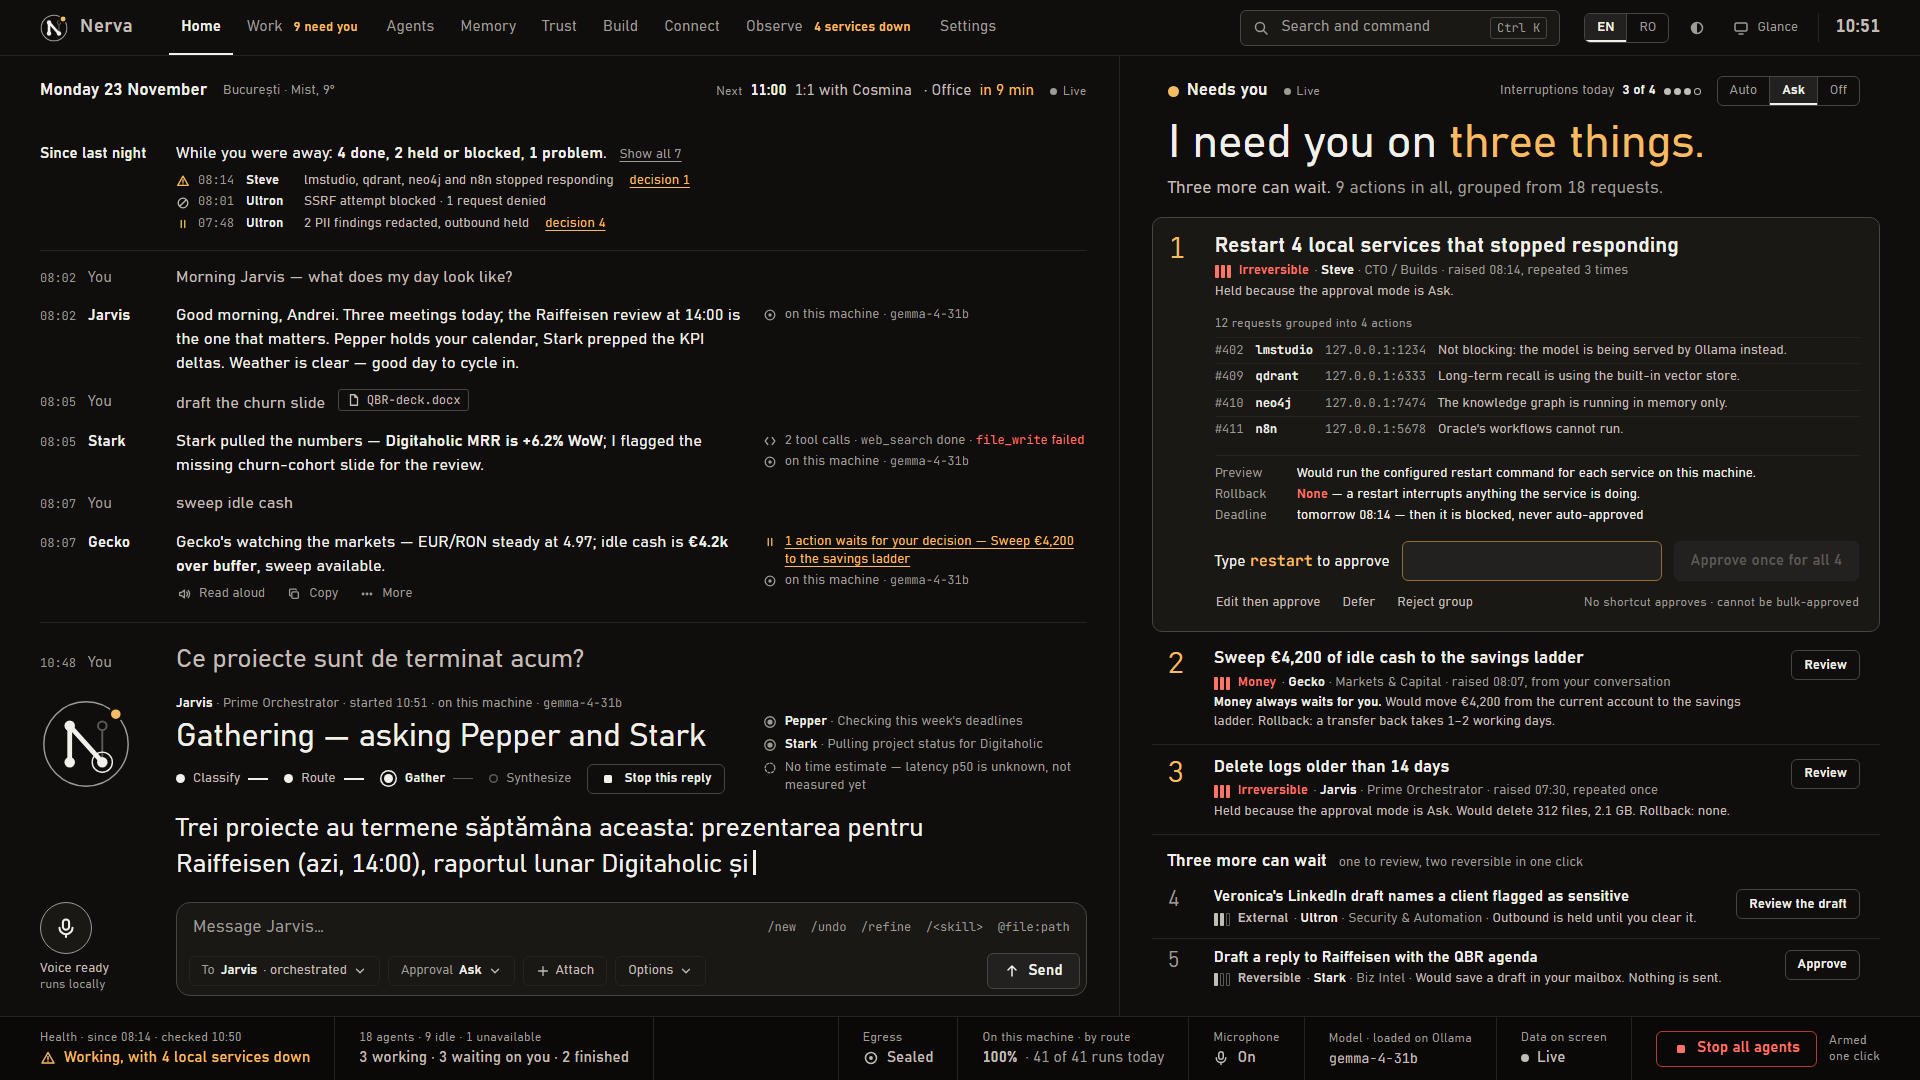 Nerva
Home
Work 9 need you
Agents
Memory
Trust
Build
Connect
Observe 4 services down
Settings
Search and command Ctrl K
EN RO
Glance
10:51
Monday 23 November București · Mist, 9°
Next 11:00 1:1 with Cosmina · Office in 9 min Live
Since last night
While you were away: 4 done, 2 held or blocked, 1 problem. Show all 7
08:14 Steve lmstudio, qdrant, neo4j and n8n stopped responding decision 1
08:01 Ultron SSRF attempt blocked · 1 request denied
07:48 Ultron 2 PII findings redacted, outbound held decision 4
08:02 You Morning Jarvis — what does my day look like?
08:02 Jarvis Good morning, Andrei. Three meetings today; the Raiffeisen review at 14:00 is
the one that matters. Pepper holds your calendar, Stark prepped the KPI
deltas. Weather is clear — good day to cycle in.
on this machine · gemma-4-31b
08:05 You draft the churn slide QBR-deck.docx
08:05 Stark Stark pulled the numbers — Digitaholic MRR is +6.2% WoW; I flagged the
missing churn-cohort slide for the review.
2 tool calls · web_search done · file_write failed
on this machine · gemma-4-31b
08:07 You sweep idle cash
08:07 Gecko Gecko's watching the markets — EUR/RON steady at 4.97; idle cash is €4.2k
over buffer, sweep available.
1 action waits for your decision — Sweep €4,200
to the savings ladder
on this machine · gemma-4-31b
Read aloud Copy More
10:48 You Ce proiecte sunt de terminat acum?
Jarvis · Prime Orchestrator · started 10:51 · on this machine · gemma-4-31b
Gathering — asking Pepper and Stark
Classify Route Gather Synthesize Stop this reply
Pepper · Checking this week's deadlines
Stark · Pulling project status for Digitaholic
No time estimate — latency p50 is unknown, not
measured yet
Trei proiecte au termene săptămâna aceasta: prezentarea pentru
Raiffeisen (azi, 14:00), raportul lunar Digitaholic și
Voice ready
runs locally
Message Jarvis…
/new /undo /refine /<skill> @file:path
To Jarvis · orchestrated
Approval Ask
Attach
Options
Send
Needs you Live
Interruptions today 3 of 4
Auto Ask Off
I need you on three things.
Three more can wait. 9 actions in all, grouped from 18 requests.
1 Restart 4 local services that stopped responding
Irreversible · Steve · CTO / Builds · raised 08:14, repeated 3 times
Held because the approval mode is Ask.
12 requests grouped into 4 actions
#402 lmstudio 127.0.0.1:1234 Not blocking: the model is being served by Ollama instead.
#409 qdrant 127.0.0.1:6333 Long-term recall is using the built-in vector store.
#410 neo4j 127.0.0.1:7474 The knowledge graph is running in memory only.
#411 n8n 127.0.0.1:5678 Oracle's workflows cannot run.
Preview Would run the configured restart command for each service on this machine.
Rollback None — a restart interrupts anything the service is doing.
Deadline tomorrow 08:14 — then it is blocked, never auto-approved
Type restart to approve
Approve once for all 4
Edit then approve Defer Reject group
No shortcut approves · cannot be bulk-approved
2 Sweep €4,200 of idle cash to the savings ladder Review
Money · Gecko · Markets & Capital · raised 08:07, from your conversation
Money always waits for you. Would move €4,200 from the current account to the savings
ladder. Rollback: a transfer back takes 1–2 working days.
3 Delete logs older than 14 days Review
Irreversible · Jarvis · Prime Orchestrator · raised 07:30, repeated once
Held because the approval mode is Ask. Would delete 312 files, 2.1 GB. Rollback: none.
Three more can wait one to review, two reversible in one click
4 Veronica's LinkedIn draft names a client flagged as sensitive Review the draft
External · Ultron · Security & Automation · Outbound is held until you clear it.
5 Draft a reply to Raiffeisen with the QBR agenda Approve
Reversible · Stark · Biz Intel · Would save a draft in your mailbox. Nothing is sent.
Health · since 08:14 · checked 10:50
Working, with 4 local services down
18 agents · 9 idle · 1 unavailable
3 working · 3 waiting on you · 2 finished
Egress
Sealed
On this machine · by route
100% · 41 of 41 runs today
Microphone
On
Model · loaded on Ollama
gemma-4-31b
Data on screen
Live
Stop all agents
Armed
one click